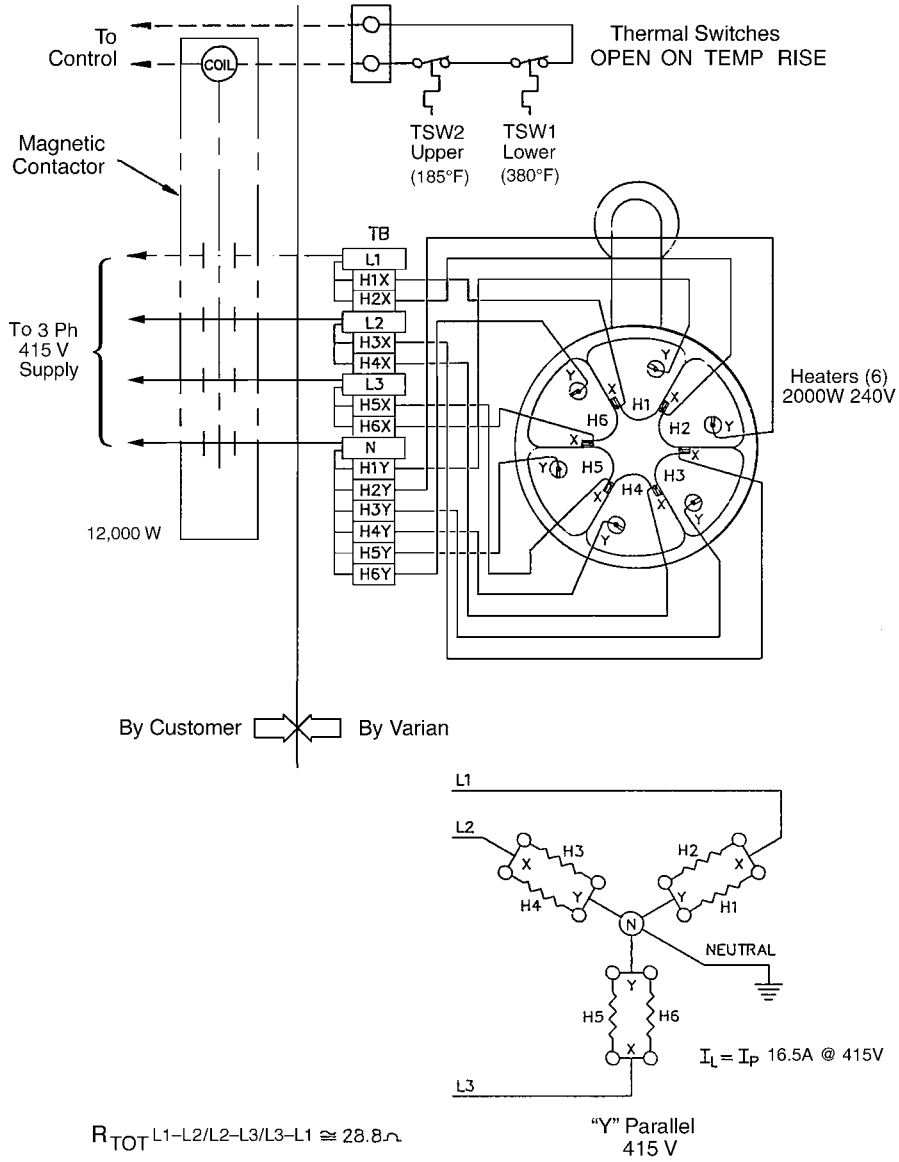 To
Control
COIL
Thermal Switches
OPEN ON TEMP RISE
TSW2
Upper
(185°F)
TSW1
Lower
(380°F)
Magnetic
Contactor
TB
L1
H1X
H2X
L2
H3X
H4X
L3
H5X
H6X
N
H1Y
H2Y
H3Y
H4Y
H5Y
H6Y
To 3 Ph
415 V
Supply
12,000 W
Heaters (6)
2000W 240V
Y
X
H1
Y
X
H2
Y
X
H3
Y
X
H4
Y
X
H5
Y
X
H6
By Customer
By Varian
L1
L2
H3
X
Y
H4
H2
X
Y
H1
N
NEUTRAL
Y
H5
H6
X
L3
IL = IP 16.5A @ 415V
"Y" Parallel
415 V
RTOT L1–L2/L2–L3/L3–L1 ≅ 28.8Ω